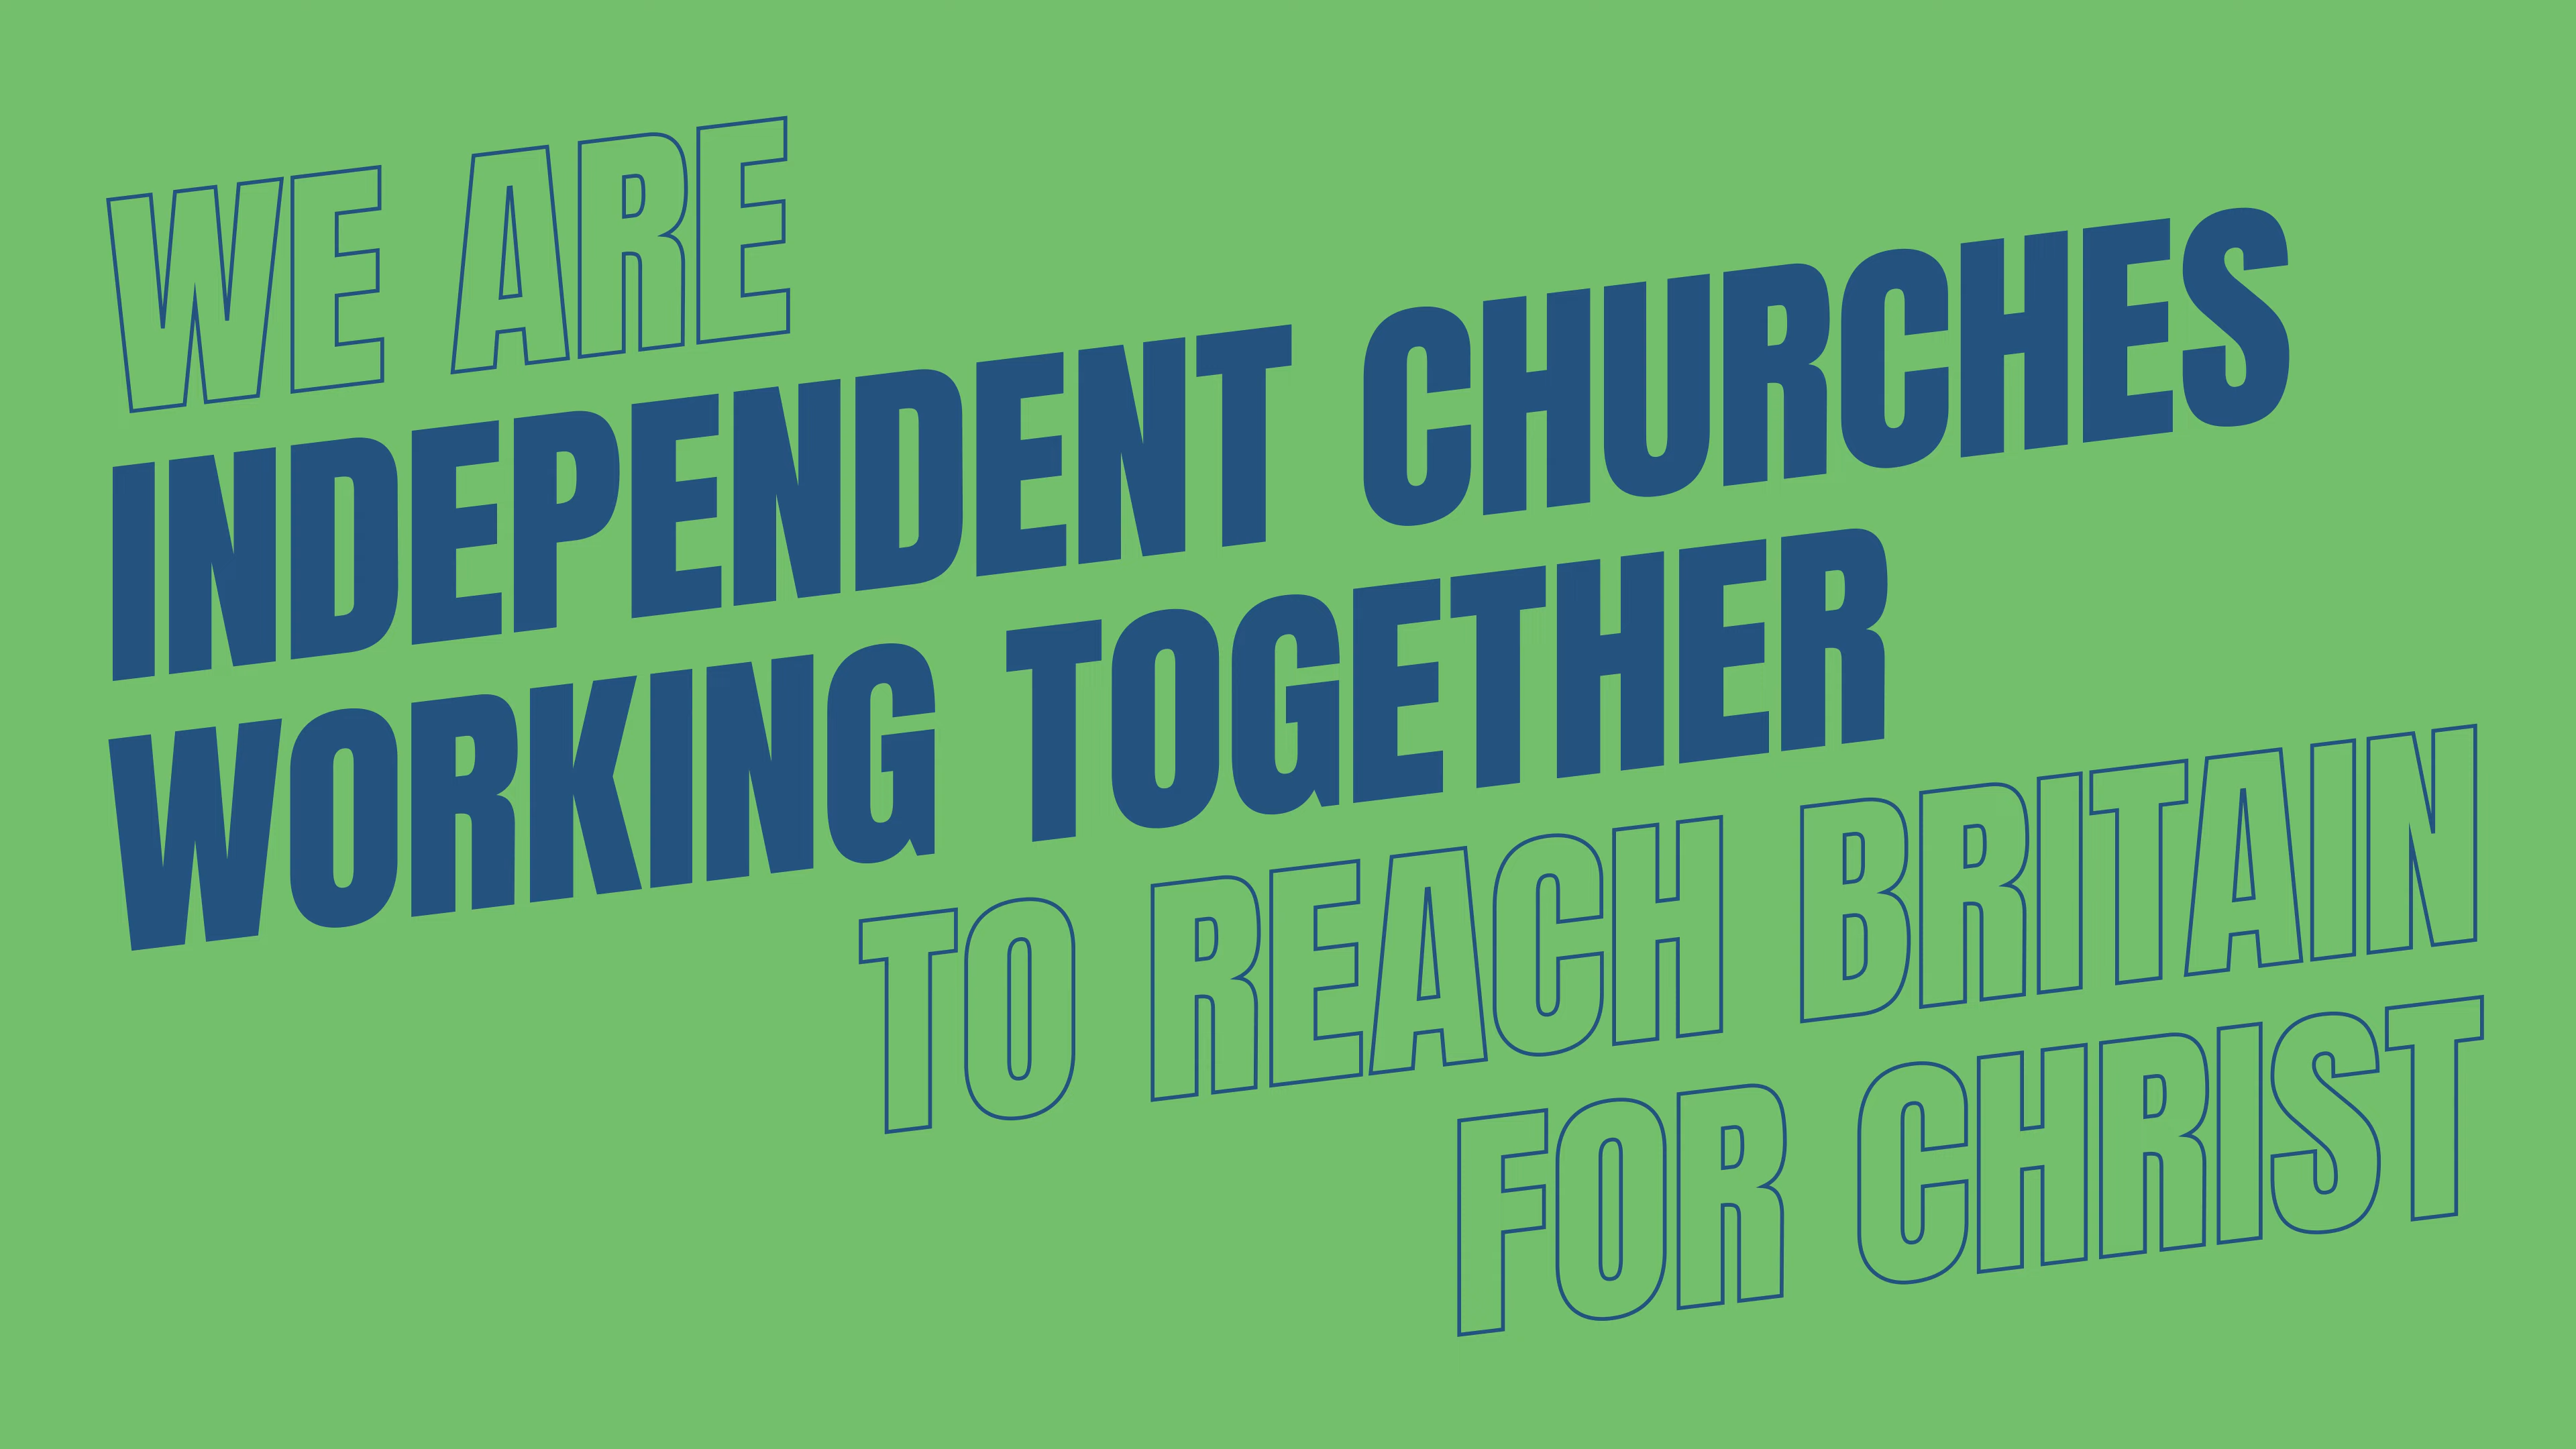 WE ARE
INDEPENDENT CHURCHES
WORKING TOGETHER
TO REACH BRITAIN
FOR CHRIST